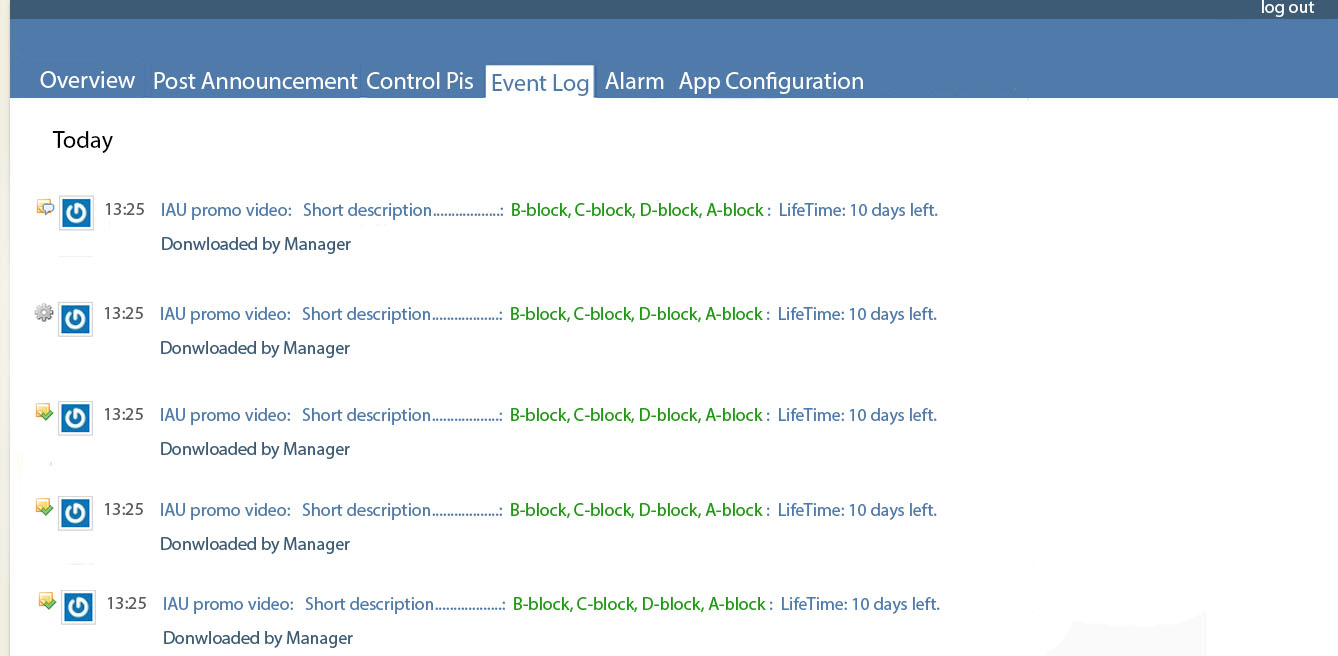 log out
Overview Post Announcement Control Pis Event Log Alarm App Configuration
Today
13:25 IAU promo video: Short description...................: B-block, C-block, D-block, A-block : LifeTime: 10 days left.
Donwloaded by Manager
13:25 IAU promo video: Short description...................: B-block, C-block, D-block, A-block : LifeTime: 10 days left.
Donwloaded by Manager
13:25 IAU promo video: Short description...................: B-block, C-block, D-block, A-block : LifeTime: 10 days left.
Donwloaded by Manager
13:25 IAU promo video: Short description...................: B-block, C-block, D-block, A-block : LifeTime: 10 days left.
Donwloaded by Manager
13:25 IAU promo video: Short description...................: B-block, C-block, D-block, A-block : LifeTime: 10 days left.
Donwloaded by Manager